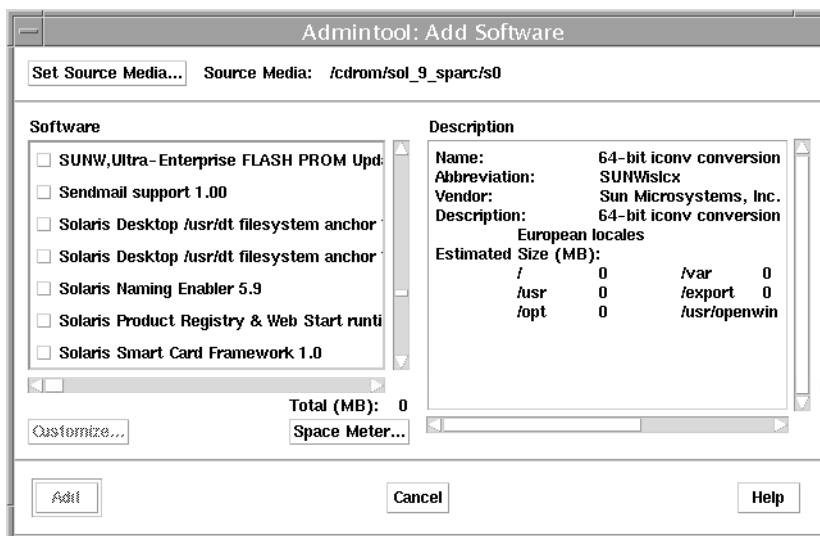 Admintool: Add Software
Set Source Media... Source Media: /cdrom/sol_9_sparc/s0
Software
SUNW,Ultra-Enterprise FLASH PROM Upd
Sendmail support 1.00
Solaris Desktop /usr/dt filesystem anchor
Solaris Desktop /usr/dt filesystem anchor
Solaris Naming Enabler 5.9
Solaris Product Registry & Web Start runti
Solaris Smart Card Framework 1.0
Total (MB): 0
Customize... Space Meter...
Description
Name: 64-bit iconv conversion
Abbreviation: SUNWislcx
Vendor: Sun Microsystems, Inc.
Description: 64-bit iconv conversion
European locales
Estimated Size (MB):
/ 0 /var 0
/usr 0 /export 0
/opt 0 /usr/openwin
Add Cancel Help